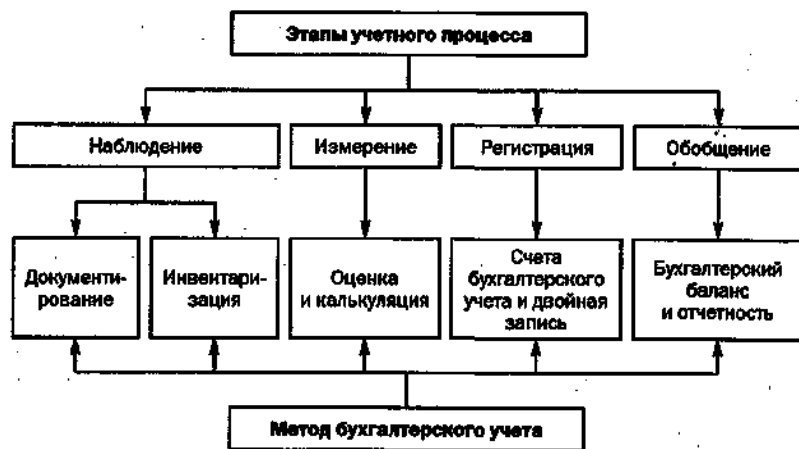 Этапы учетного процесса
Наблюдение
Измерение
Регистрация
Обобщение
Документи-
рование
Инвентари-
зация
Оценка
и калькуляция
Счета
бухгалтерского
учета и двойная
запись
Бухгалтерский
баланс
и отчетность
Метод бухгалтерского учета